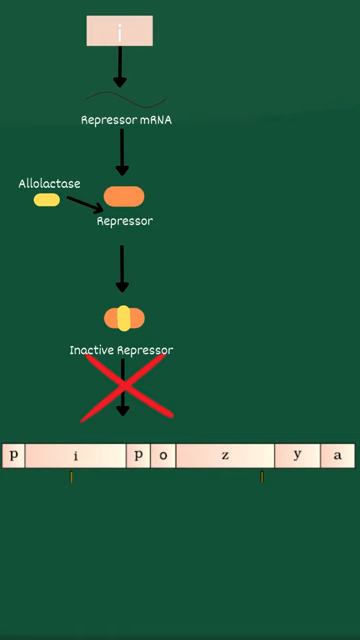 i
Repressor mRNA
Allolactase
Repressor
Inactive Repressor
p i p o z y a